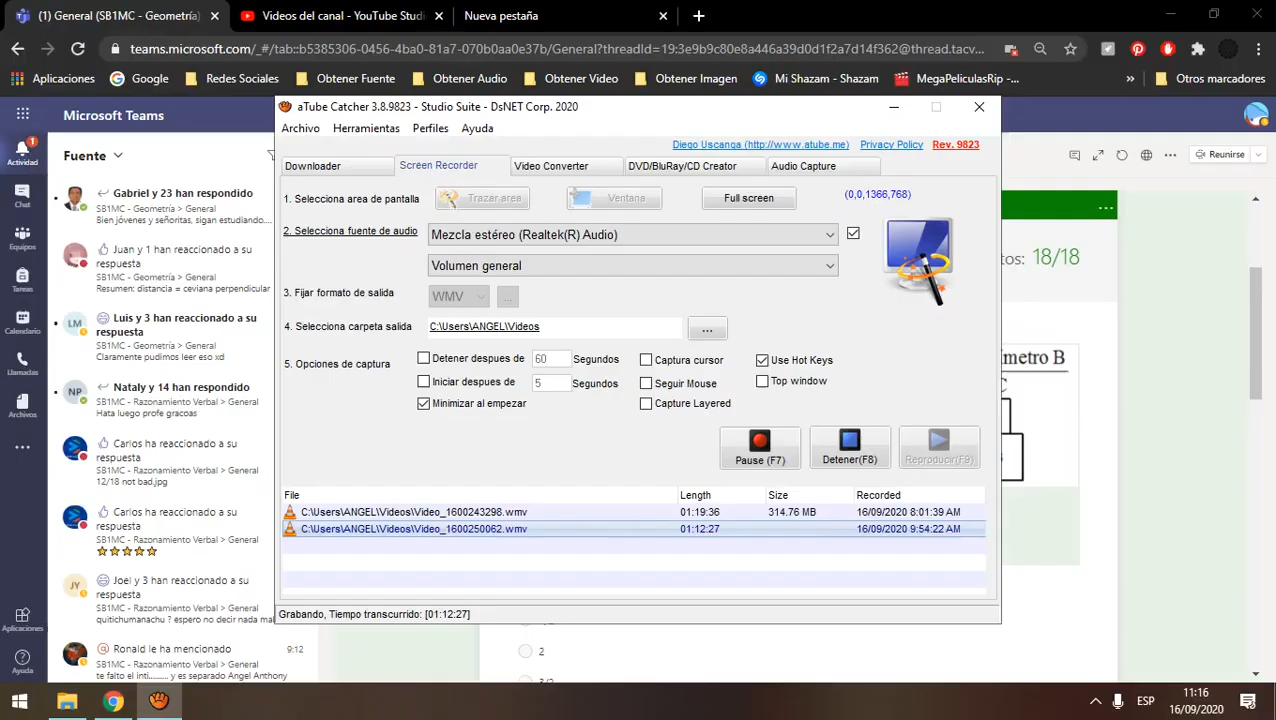 (1) General (SB1MC - Geometría)
Videos del canal - YouTube Studi
Nueva pestaña
teams.microsoft.com/_#/tab::b5385305-0456-4ba0-81a7-070b0aa0e37b/General?threadId=19:3e9b9c80e8a446a39d0d1f2a7d14f362@thread.tacv...
Aplicaciones
Google
Redes Sociales
Obtener Fuente
Obtener Audio
Obtener Video
Obtener Imagen
Mi Shazam - Shazam
MegaPeliculasRip -...
»
Otros marcadores
Microsoft Teams
Actividad
1
Chat
Equipos
Tareas
Calendario
Llamadas
Archivos
Aplicaciones
Ayuda
Fuente
Gabriel y 23 han respondido
SB1MC - Geometría > General
Bien jóvenes y señoritas, sigan estudiando....
Juan y 1 han reaccionado a su
respuesta
SB1MC - Geometría > General
Resumen: distancia = ceviana perpendicular
LM
Luis y 3 han reaccionado a su
respuesta
SB1MC - Geometría > General
Claramente pudimos leer eso xd
NP
Nataly y 14 han respondido
SB1MC - Razonamiento Verbal > General
Hata luego profe gracoas
Carlos ha reaccionado a su
respuesta
SB1MC - Razonamiento Verbal > General
12/18 not bad.jpg
Carlos ha reaccionado a su
respuesta
SB1MC - Razonamiento Verbal > General
JY
Joel y 3 han reaccionado a su
respuesta
SB1MC - Razonamiento Verbal > General
quitichumanachu ? espero no decir nada mal
Ronald le ha mencionado
9:12
SB1MC - Razonamiento Verbal > General
te falto el inti......... y es separado Angel Anthony
aTube Catcher 3.8.9823 - Studio Suite - DsNET Corp. 2020
Archivo
Herramientas
Perfiles
Ayuda
Diego Uscanga (http://www.atube.me)
Privacy Policy
Rev. 9823
Downloader
Screen Recorder
Video Converter
DVD/BluRay/CD Creator
Audio Capture
1. Selecciona area de pantalla
Trazar area
Ventana
Full screen
(0,0,1366,768)
2. Selecciona fuente de audio
Mezcla estéreo (Realtek(R) Audio)
Volumen general
3. Fijar formato de salida
WMV
...
4. Selecciona carpeta salida
C:\Users\ANGEL\Videos
...
5. Opciones de captura
Detener despues de
60
Segundos
Captura cursor
Use Hot Keys
Iniciar despues de
5
Segundos
Seguir Mouse
Top window
Minimizar al empezar
Capture Layered
Pause (F7)
Detener(F8)
Reproducir(F9)
File
Length
Size
Recorded
C:\Users\ANGEL\Videos\Video_1600243298.wmv
01:19:36
314.76 MB
16/09/2020 8:01:39 AM
C:\Users\ANGEL\Videos\Video_1600250062.wmv
01:12:27
16/09/2020 9:54:22 AM
Grabando, Tiempo transcurrido: [01:12:27]
Reunirse
...
tos: 18/18
ímetro B
2
3/2
ESP
11:16
16/09/2020